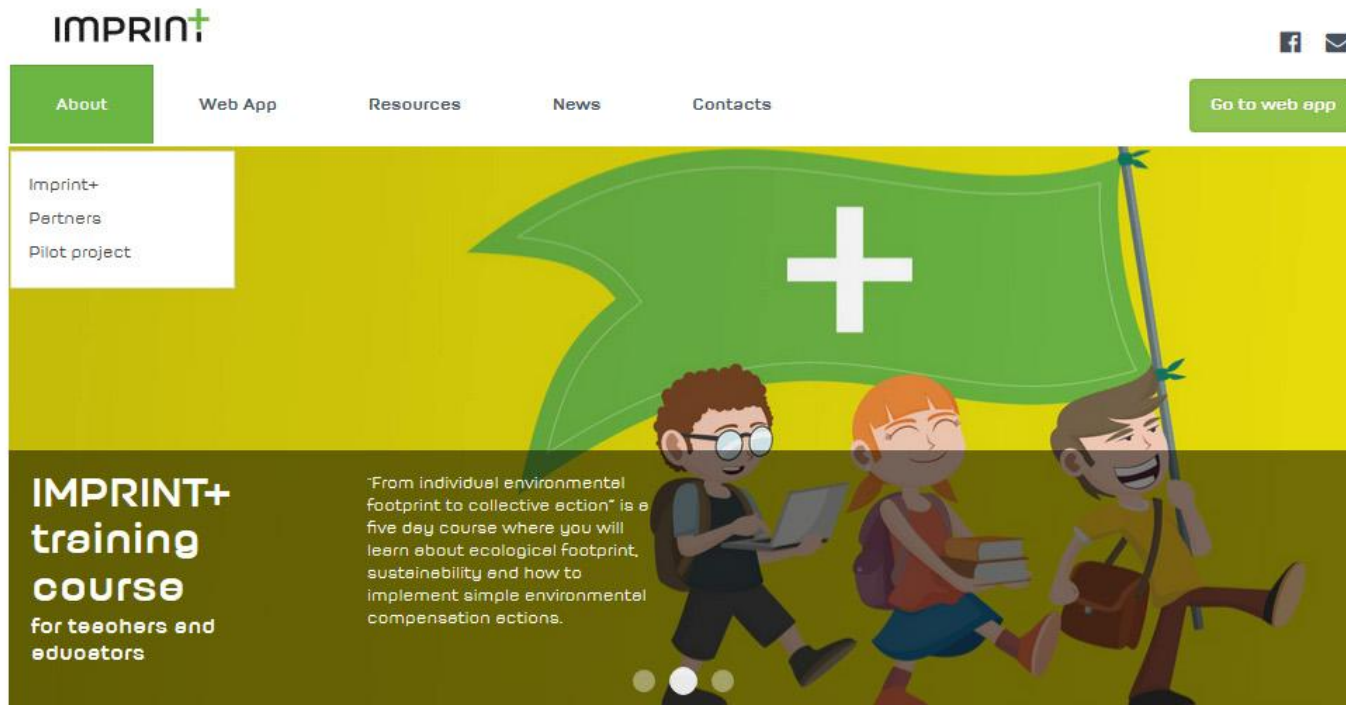 IMPRINT+
About
Web App
Resources
News
Contacts
Go to web app
Imprint+
Partners
Pilot project
IMPRINT+
training
course
for teachers and
educators
"From individual environmental
footprint to collective action" is a
five day course where you will
learn about ecological footprint,
sustainability and how to
implement simple environmental
compensation actions.